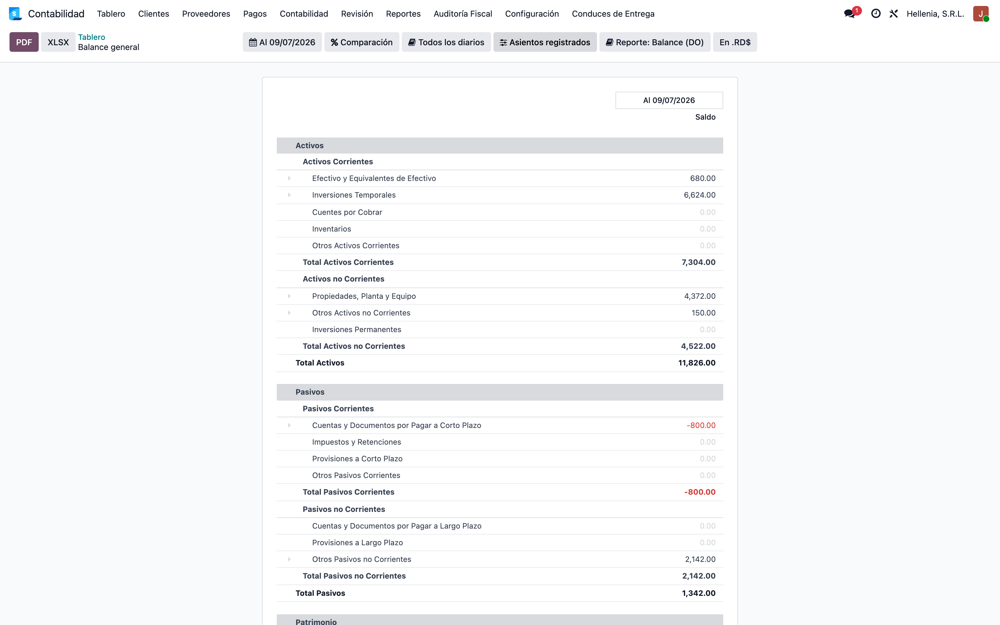 $ Contabilidad Tablero Clientes Proveedores Pagos Contabilidad Revisión Reportes Auditoría Fiscal Configuración Conduces de Entrega 1 Hellenia, S.R.L. J
PDF XLSX Tablero
Balance general
Al 09/07/2026 % Comparación Todos los diarios Asientos registrados Reporte: Balance (DO) En .RD$
Al 09/07/2026
Saldo
Activos
Activos Corrientes
Efectivo y Equivalentes de Efectivo 680.00
Inversiones Temporales 6,624.00
Cuentes por Cobrar 0.00
Inventarios 0.00
Otros Activos Corrientes 0.00
Total Activos Corrientes 7,304.00
Activos no Corrientes
Propiedades, Planta y Equipo 4,372.00
Otros Activos no Corrientes 150.00
Inversiones Permanentes 0.00
Total Activos no Corrientes 4,522.00
Total Activos 11,826.00
Pasivos
Pasivos Corrientes
Cuentas y Documentos por Pagar a Corto Plazo -800.00
Impuestos y Retenciones 0.00
Provisiones a Corto Plazo 0.00
Otros Pasivos Corrientes 0.00
Total Pasivos Corrientes -800.00
Pasivos no Corrientes
Cuentas y Documentos por Pagar a Largo Plazo 0.00
Provisiones a Largo Plazo 0.00
Otros Pasivos no Corrientes 2,142.00
Total Pasivos no Corrientes 2,142.00
Total Pasivos 1,342.00
Patrimonio